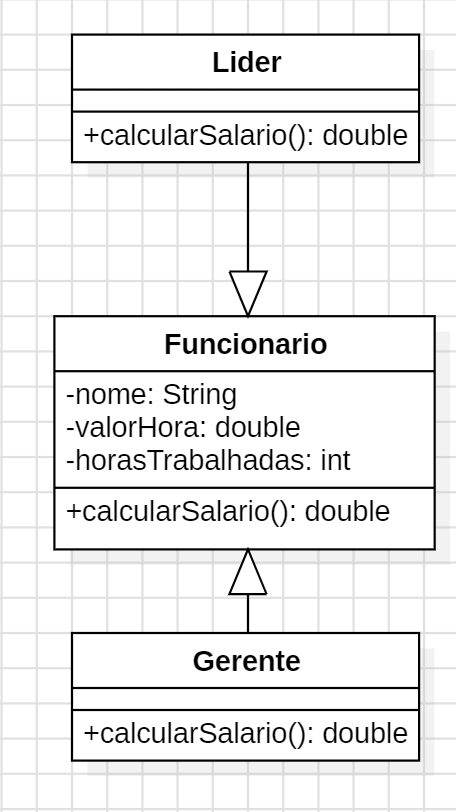 Lider
+calcularSalario(): double
Funcionario
-nome: String
-valorHora: double
-horasTrabalhadas: int
+calcularSalario(): double
Gerente
+calcularSalario(): double